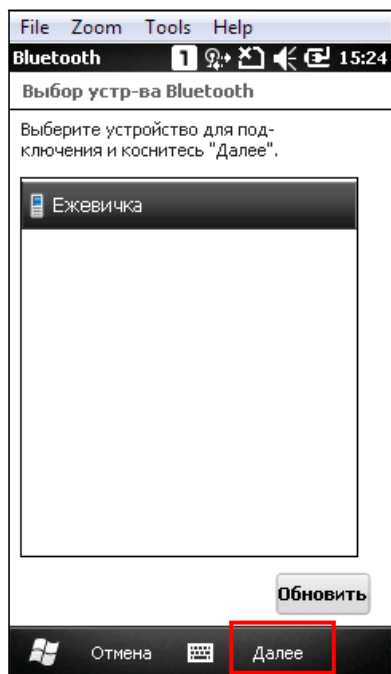 File Zoom Tools Help
Bluetooth 1 15:24
Выбор устр-ва Bluetooth
Выберите устройство для под-
ключения и коснитесь "Далее".
Ежевичка
Обновить
Отмена Далее